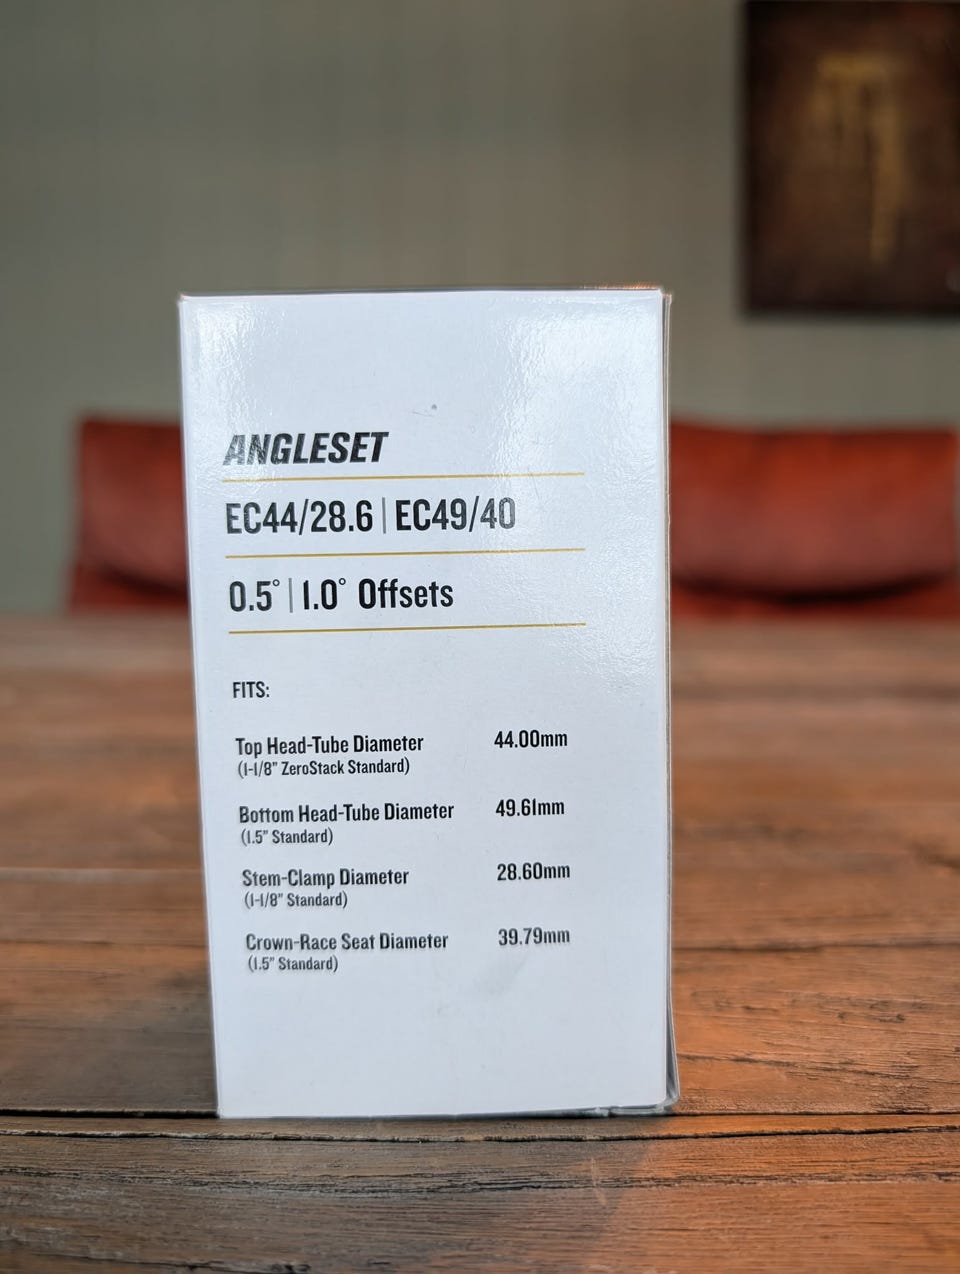 ANGLESET
EC44/28.6 | EC49/40
0.5° | 1.0° Offsets
FITS:
Top Head-Tube Diameter 44.00mm
(1-1/8" ZeroStack Standard)
Bottom Head-Tube Diameter 49.61mm
(1.5" Standard)
Stem-Clamp Diameter 28.60mm
(1-1/8" Standard)
Crown-Race Seat Diameter 39.79mm
(1.5" Standard)